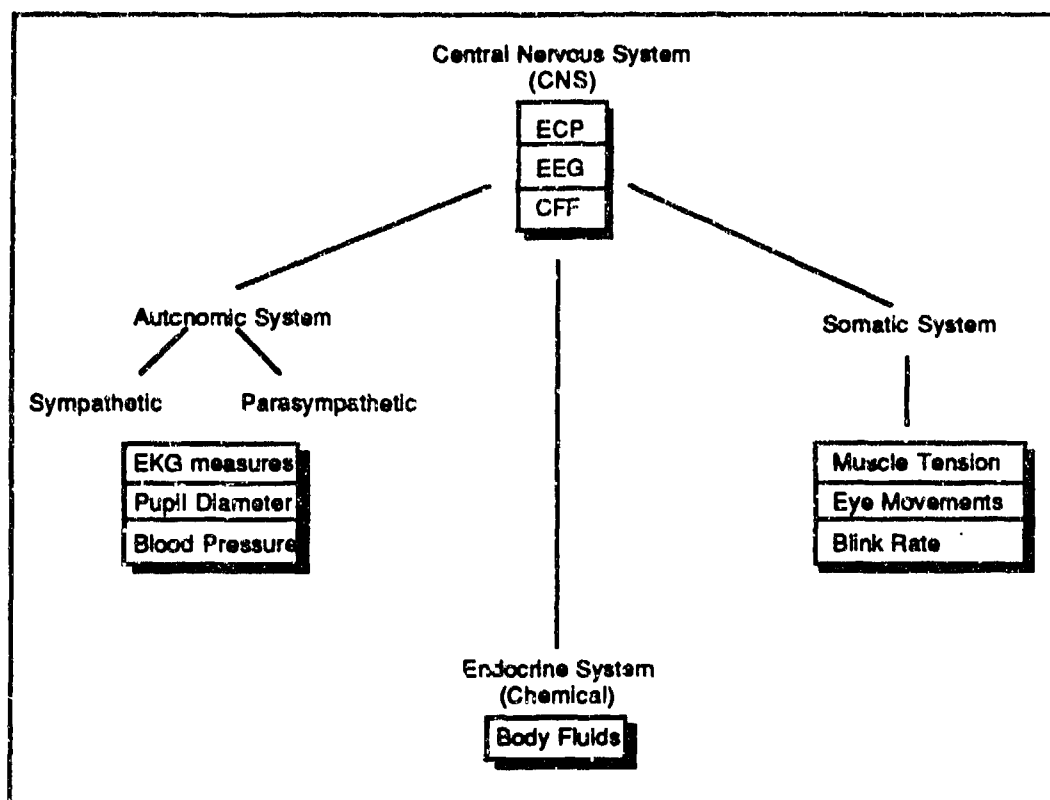 Central Nervous System
(CNS)
ECP
EEG
CFF
Autonomic System
Somatic System
Sympathetic
Parasympathetic
EKG measures
Pupil Diameter
Blood Pressure
Muscle Tension
Eye Movements
Blink Rate
Endocrine System
(Chemical)
Body Fluids